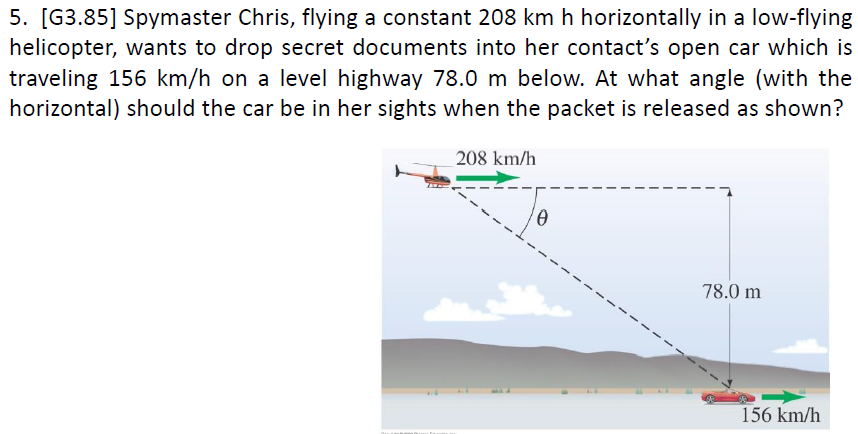 5. [G3.85] Spymaster Chris, flying a constant 208 km h horizontally in a low-flying
helicopter, wants to drop secret documents into her contact's open car which is
traveling 156 km/h on a level highway 78.0 m below. At what angle (with the
horizontal) should the car be in her sights when the packet is released as shown?
208 km/h
θ
78.0 m
156 km/h